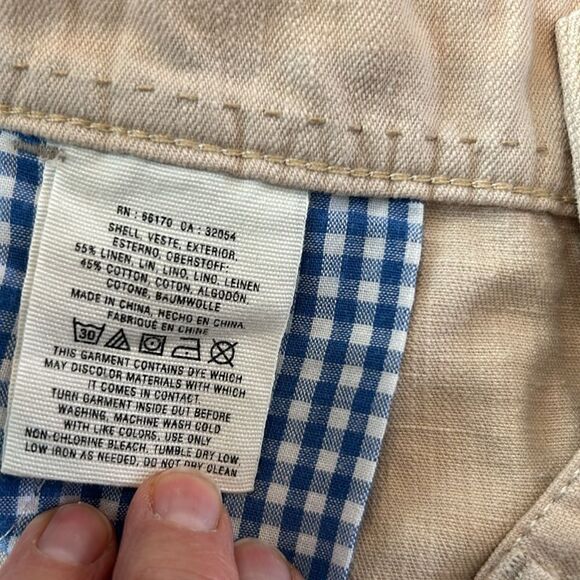 RN : 66170 CA : 32054
SHELL, VESTE, EXTERIOR,
ESTERNO, OBERSTOFF:
55% LINEN, LIN, LINO, LINO, LEINEN
45% COTTON, COTON, ALGODÓN,
COTONE, BAUMWOLLE
MADE IN CHINA, HECHO EN CHINA
FABRIQUÉ EN CHINE
30
THIS GARMENT CONTAINS DYE WHICH
MAY DISCOLOR MATERIALS WITH WHICH
IT COMES IN CONTACT.
TURN GARMENT INSIDE OUT BEFORE
WASHING, MACHINE WASH COLD
WITH LIKE COLORS, USE ONLY
NON-CHLORINE BLEACH, TUMBLE DRY LOW
LOW IRON AS NEEDED, DO NOT DRY CLEAN